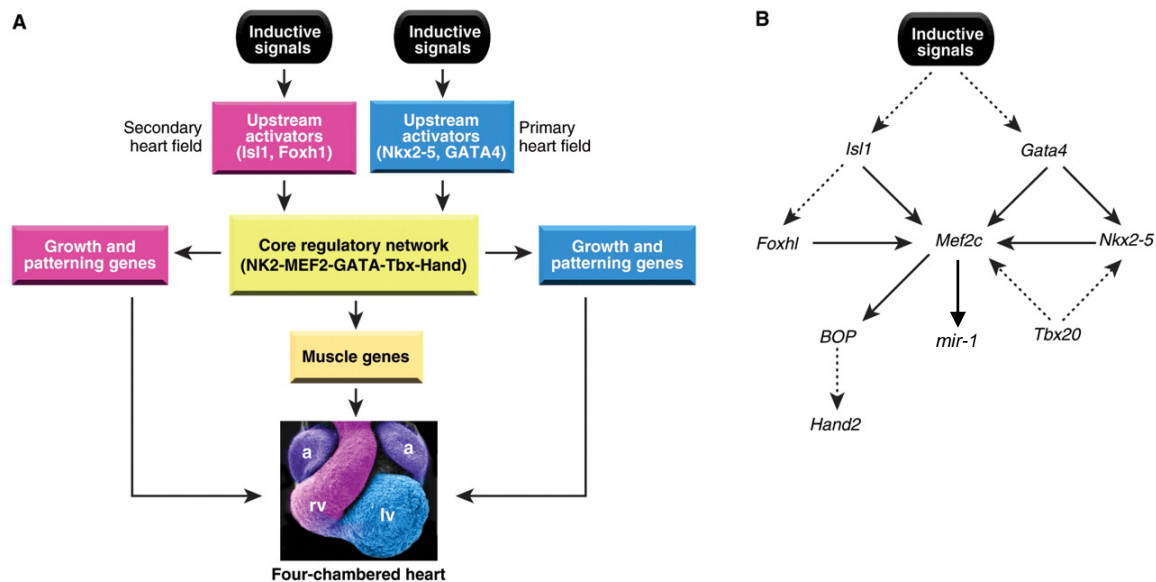 A
Inductive
signals
Inductive
signals
Secondary
heart field
Upstream
activators
(Isl1, Foxh1)
Upstream
activators
(Nkx2-5, GATA4)
Primary
heart field
Growth and
patterning genes
Core regulatory network
(NK2-MEF2-GATA-Tbx-Hand)
Growth and
patterning genes
Muscle genes
a
a
rv
lv
Four-chambered heart
B
Inductive
signals
Isl1
Gata4
Foxhl
Mef2c
Nkx2-5
BOP
mir-1
Tbx20
Hand2